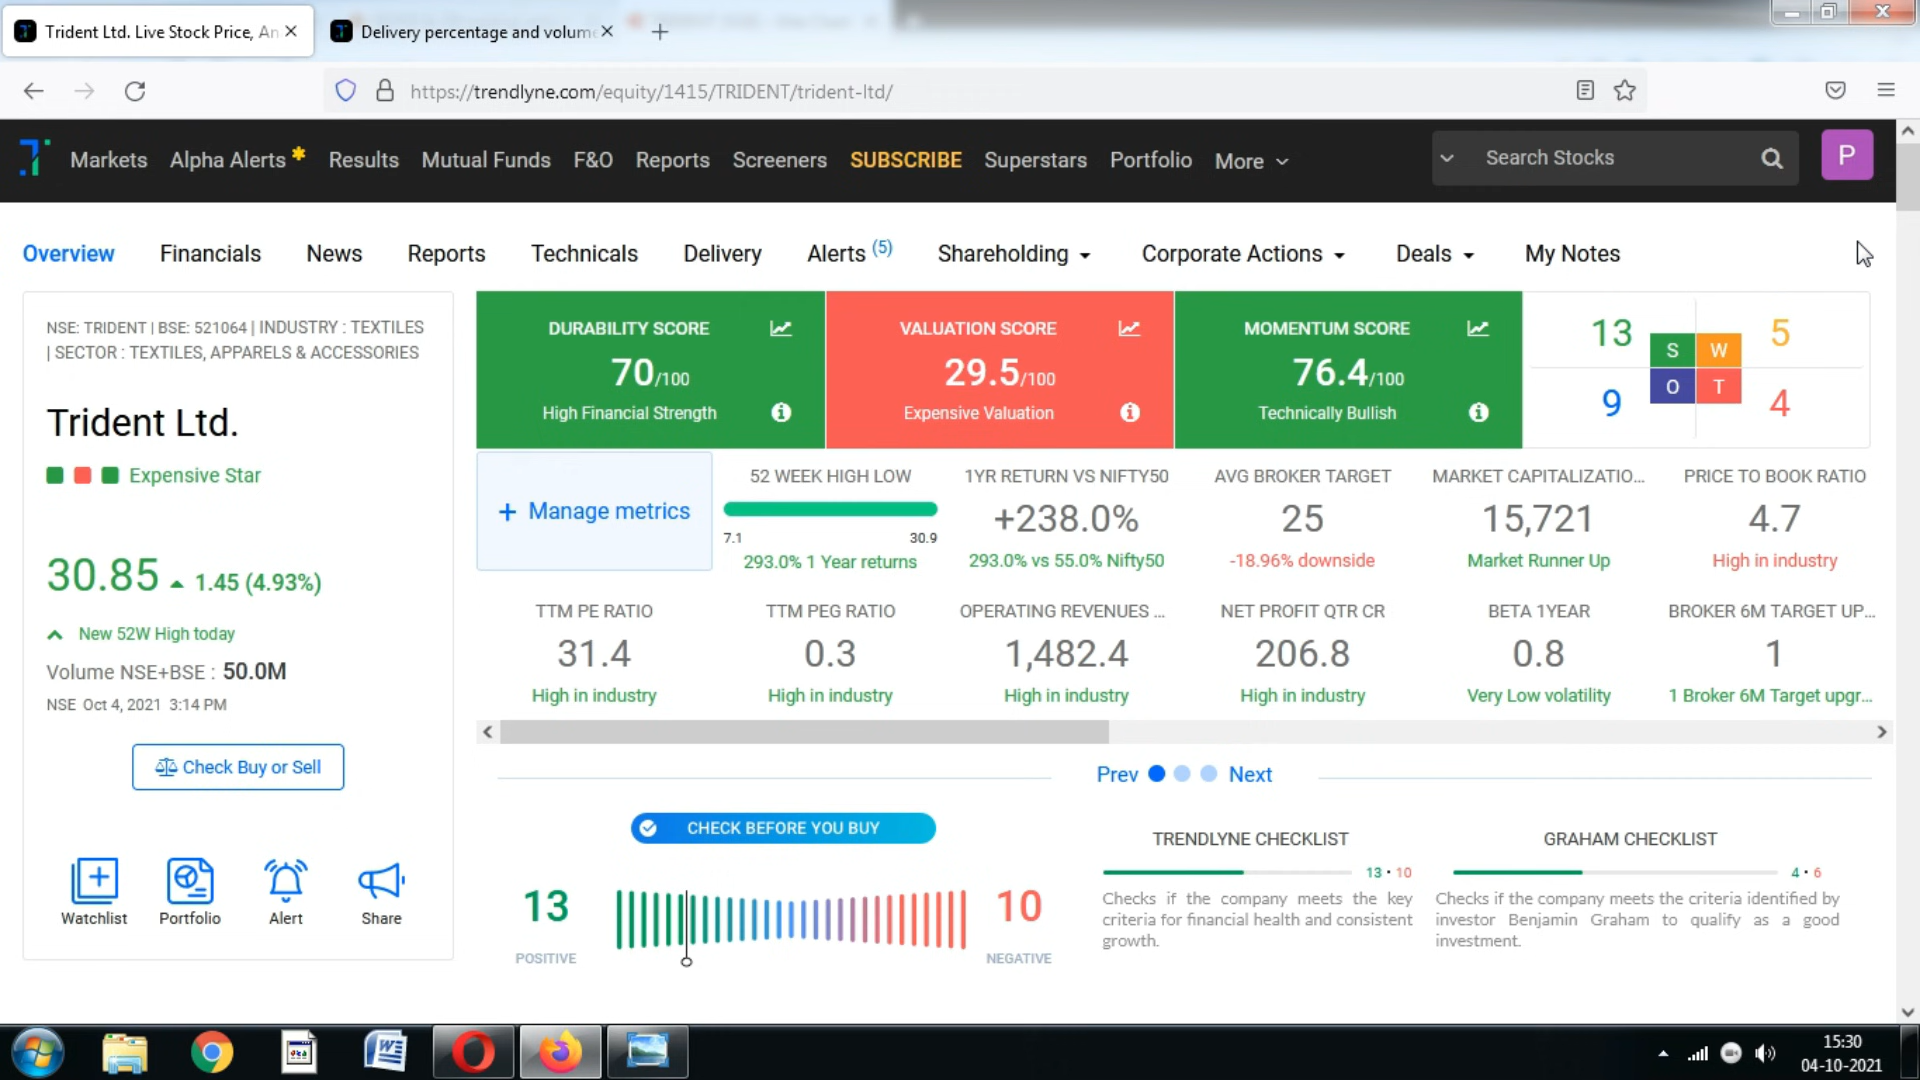 Trident Ltd. Live Stock Price, An
Delivery percentage and volume
https://trendlyne.com/equity/1415/TRIDENT/trident-ltd/
Markets Alpha Alerts Results Mutual Funds F&O Reports Screeners SUBSCRIBE Superstars Portfolio More Search Stocks P
Overview Financials News Reports Technicals Delivery Alerts (5) Shareholding Corporate Actions Deals My Notes
NSE: TRIDENT | BSE: 521064 | INDUSTRY : TEXTILES
| SECTOR : TEXTILES, APPARELS & ACCESSORIES
Trident Ltd.
Expensive Star
30.85 1.45 (4.93%)
New 52W High today
Volume NSE+BSE : 50.0M
NSE Oct 4, 2021 3:14 PM
Check Buy or Sell
Watchlist Portfolio Alert Share
DURABILITY SCORE
70/100
High Financial Strength
VALUATION SCORE
29.5/100
Expensive Valuation
MOMENTUM SCORE
76.4/100
Technically Bullish
13 S W 5
9 O T 4
+ Manage metrics
52 WEEK HIGH LOW
7.1 30.9
293.0% 1 Year returns
1YR RETURN VS NIFTY50
+238.0%
293.0% vs 55.0% Nifty50
AVG BROKER TARGET
25
-18.96% downside
MARKET CAPITALIZATIO...
15,721
Market Runner Up
PRICE TO BOOK RATIO
4.7
High in industry
TTM PE RATIO
31.4
High in industry
TTM PEG RATIO
0.3
High in industry
OPERATING REVENUES ...
1,482.4
High in industry
NET PROFIT QTR CR
206.8
High in industry
BETA 1YEAR
0.8
Very Low volatility
BROKER 6M TARGET UP...
1
1 Broker 6M Target upgr...
Prev Next
CHECK BEFORE YOU BUY
13
POSITIVE
10
NEGATIVE
TRENDLYNE CHECKLIST
13 • 10
Checks if the company meets the key
criteria for financial health and consistent
growth.
GRAHAM CHECKLIST
4 • 6
Checks if the company meets the criteria identified by
investor Benjamin Graham to qualify as a good
investment.
15:30
04-10-2021